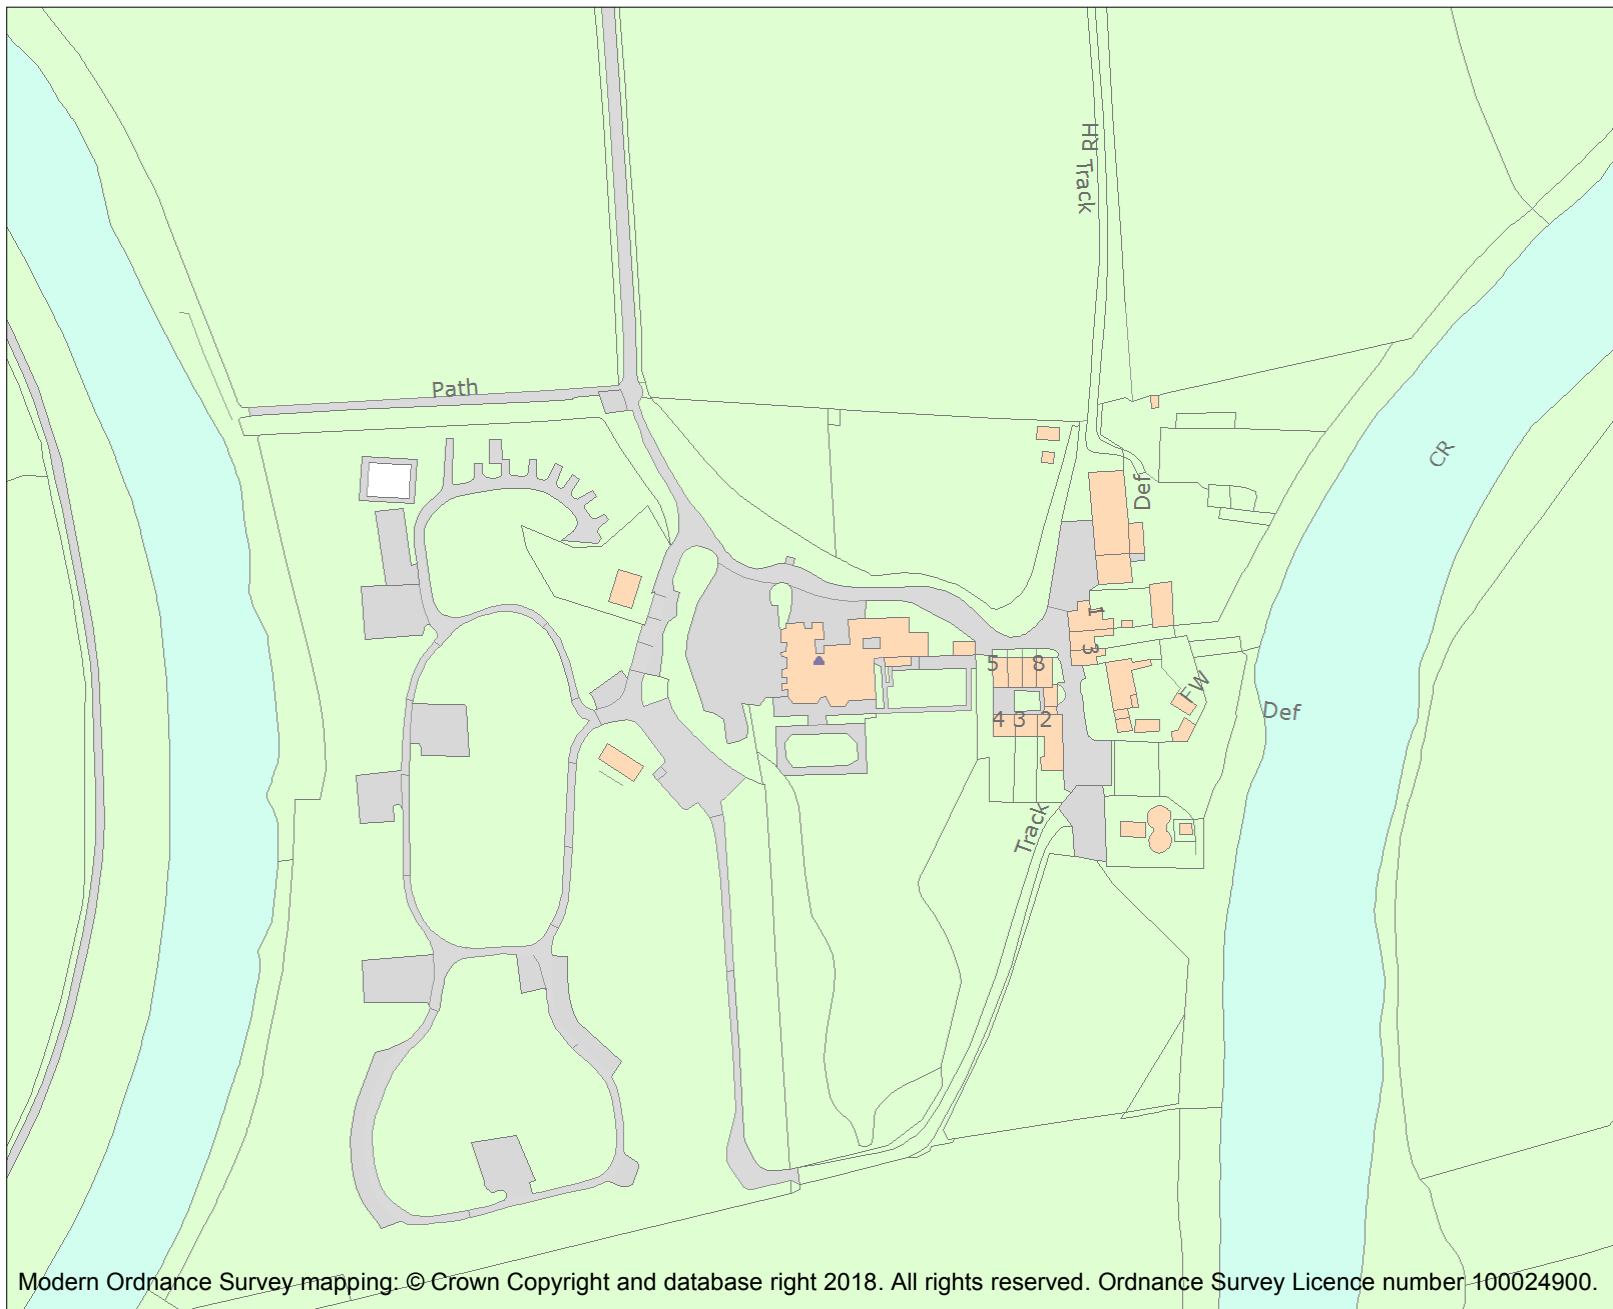 HR Track
Path
CR
Def
1
3
5
8
FW
4
3
2
Def
Track
Modern Ordnance Survey mapping: © Crown Copyright and database right 2018. All rights reserved. Ordnance Survey Licence number 100024900.